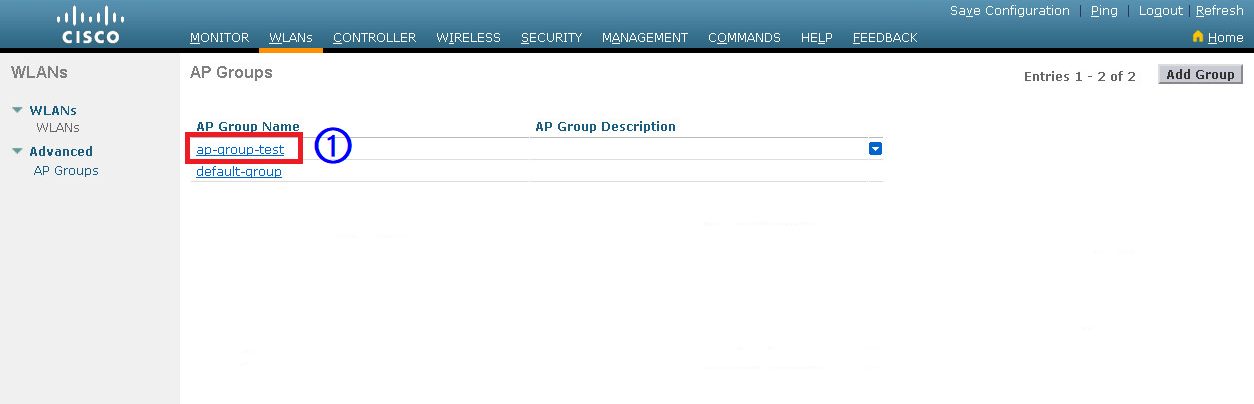 Save Configuration | Ping | Logout | Refresh
CISCO
MONITOR WLANs CONTROLLER WIRELESS SECURITY MANAGEMENT COMMANDS HELP FEEDBACK Home
WLANs
AP Groups
Entries 1 - 2 of 2 Add Group
WLANs
WLANs
Advanced
AP Groups
AP Group Name AP Group Description
ap-group-test ①
default-group